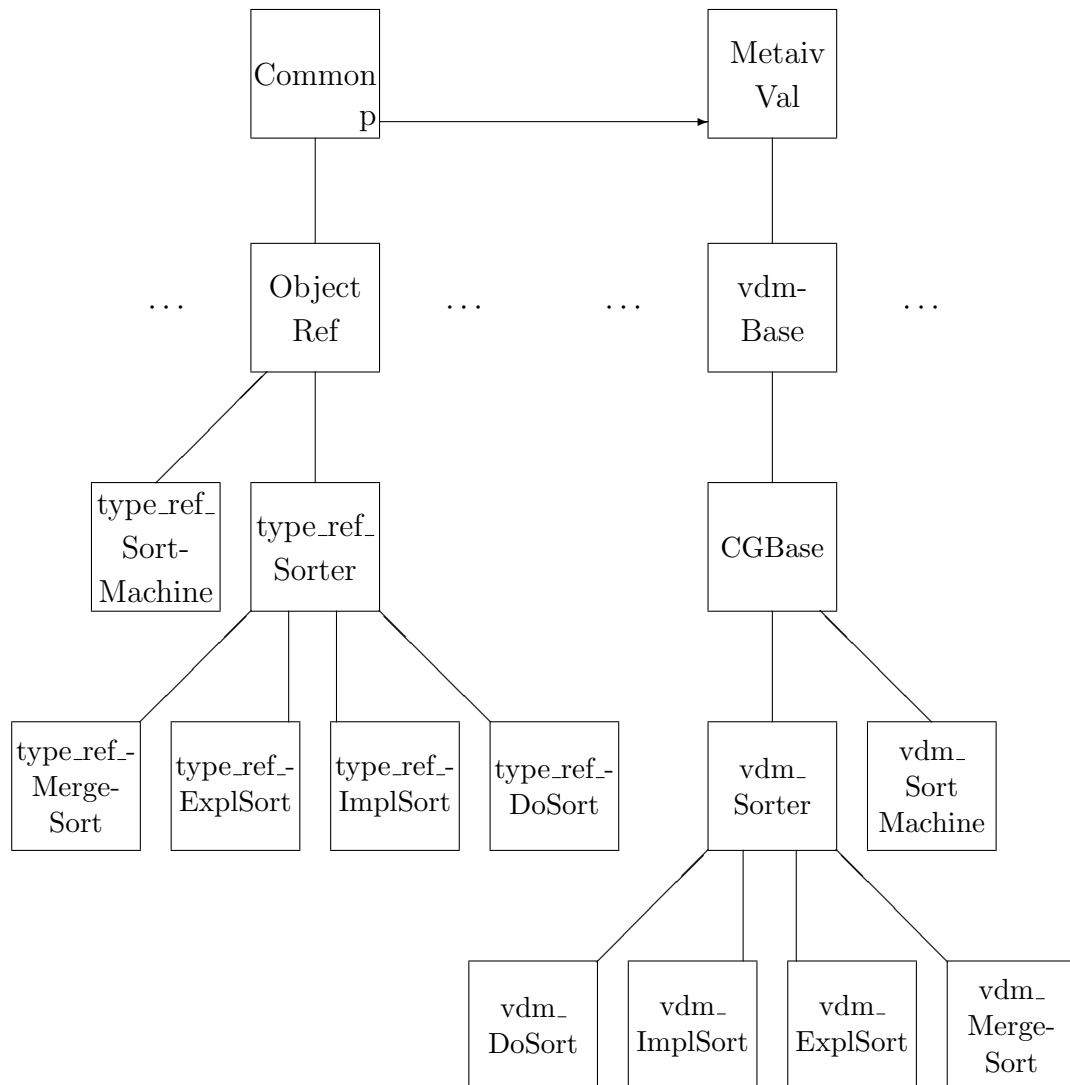 Common
p
Metaiv
Val
. . .
Object
Ref
. . .
. . .
vdm-
Base
. . .
type_ref_
Sort-
Machine
type_ref_
Sorter
CGBase
type_ref_-
Merge-
Sort
type_ref_-
ExplSort
type_ref_-
ImplSort
type_ref_-
DoSort
vdm_
Sorter
vdm_
Sort
Machine
vdm_
DoSort
vdm_
ImplSort
vdm_
ExplSort
vdm_
Merge-
Sort